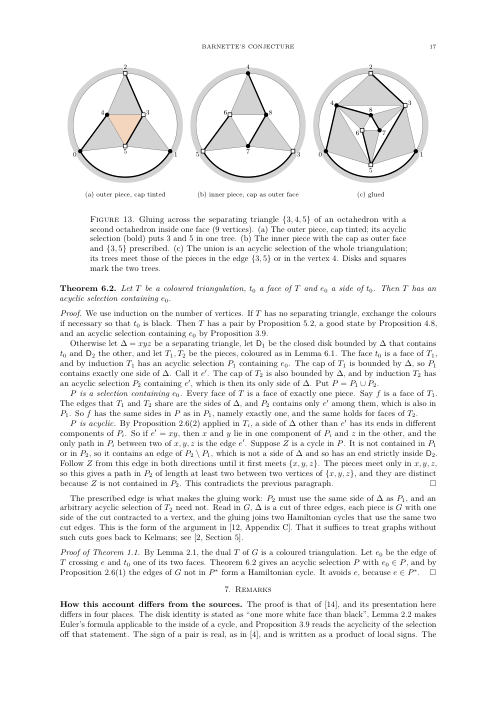 BARNETTE'S CONJECTURE 17
2 4 2
4 3 6 8 4 3
8
6 7
0 5 1 5 7 3 0 5 1
(a) outer piece, cap tinted (b) inner piece, cap as outer face (c) glued
Figure 13. Gluing across the separating triangle {3, 4, 5} of an octahedron with a
second octahedron inside one face (9 vertices). (a) The outer piece, cap tinted; its acyclic
selection (bold) puts 3 and 5 in one tree. (b) The inner piece with the cap as outer face
and {3, 5} prescribed. (c) The union is an acyclic selection of the whole triangulation;
its trees meet those of the pieces in the edge {3, 5} or in the vertex 4. Disks and squares
mark the two trees.
Theorem 6.2. Let T be a coloured triangulation, t₀ a face of T and e₀ a side of t₀. Then T has an
acyclic selection containing e₀.
Proof. We use induction on the number of vertices. If T has no separating triangle, exchange the colours
if necessary so that t₀ is black. Then T has a pair by Proposition 5.2, a good state by Proposition 4.8,
and an acyclic selection containing e₀ by Proposition 3.9.
Otherwise let Δ = xyz be a separating triangle, let D₁ be the closed disk bounded by Δ that contains
t₀ and D₂ the other, and let T₁, T₂ be the pieces, coloured as in Lemma 6.1. The face t₀ is a face of T₁,
and by induction T₁ has an acyclic selection P₁ containing e₀. The cap of T₁ is bounded by Δ, so P₁
contains exactly one side of Δ. Call it e′. The cap of T₂ is also bounded by Δ, and by induction T₂ has
an acyclic selection P₂ containing e′, which is then its only side of Δ. Put P = P₁ ∪ P₂.
P is a selection containing e₀. Every face of T is a face of exactly one piece. Say f is a face of T₁.
The edges that T₁ and T₂ share are the sides of Δ, and P₂ contains only e′ among them, which is also in
P₁. So f has the same sides in P as in P₁, namely exactly one, and the same holds for faces of T₂.
P is acyclic. By Proposition 2.6(2) applied in Tᵢ, a side of Δ other than e′ has its ends in different
components of Pᵢ. So if e′ = xy, then x and y lie in one component of Pᵢ and z in the other, and the
only path in Pᵢ between two of x, y, z is the edge e′. Suppose Z is a cycle in P. It is not contained in P₁
or in P₂, so it contains an edge of P₂ \ P₁, which is not a side of Δ and so has an end strictly inside D₂.
Follow Z from this edge in both directions until it first meets {x, y, z}. The pieces meet only in x, y, z,
so this gives a path in P₂ of length at least two between two vertices of {x, y, z}, and they are distinct
because Z is not contained in P₂. This contradicts the previous paragraph. □
The prescribed edge is what makes the gluing work: P₂ must use the same side of Δ as P₁, and an
arbitrary acyclic selection of T₂ need not. Read in G, Δ is a cut of three edges, each piece is G with one
side of the cut contracted to a vertex, and the gluing joins two Hamiltonian cycles that use the same two
cut edges. This is the form of the argument in [12, Appendix C]. That it suffices to treat graphs without
such cuts goes back to Kelmans; see [2, Section 5].
Proof of Theorem 1.1. By Lemma 2.1, the dual T of G is a coloured triangulation. Let e₀ be the edge of
T crossing e and t₀ one of its two faces. Theorem 6.2 gives an acyclic selection P with e₀ ∈ P, and by
Proposition 2.6(1) the edges of G not in P* form a Hamiltonian cycle. It avoids e, because e ∈ P*. □
7. Remarks
How this account differs from the sources. The proof is that of [14], and its presentation here
differs in four places. The disk identity is stated as “one more white face than black”, Lemma 2.2 makes
Euler's formula applicable to the inside of a cycle, and Proposition 3.9 reads the acyclicity of the selection
off that statement. The sign of a pair is real, as in [4], and is written as a product of local signs. The